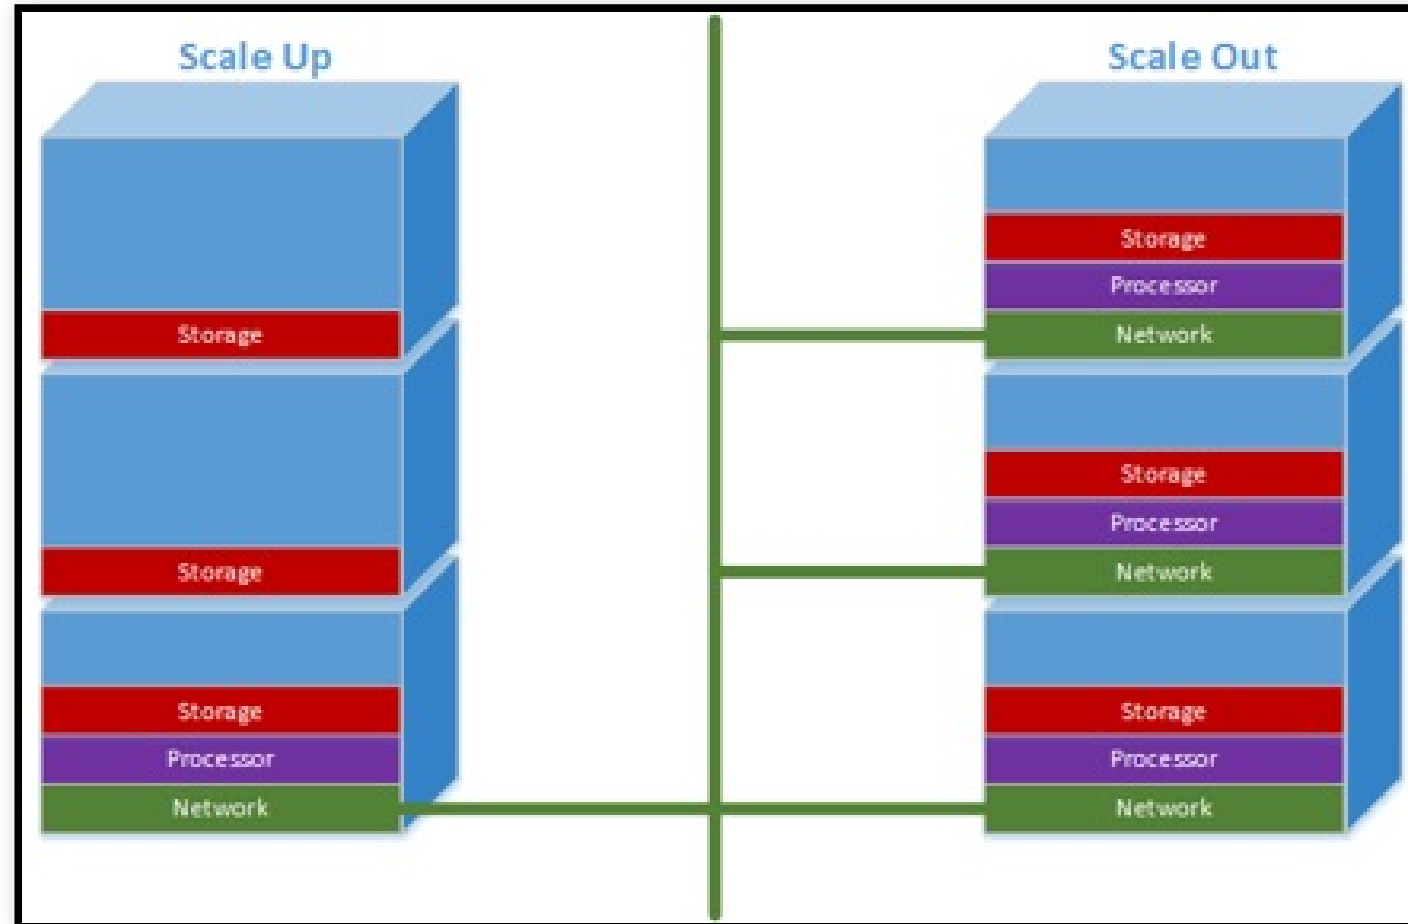 Scale Up
Storage
Storage
Storage
Processor
Network
Scale Out
Storage
Processor
Network
Storage
Processor
Network
Storage
Processor
Network